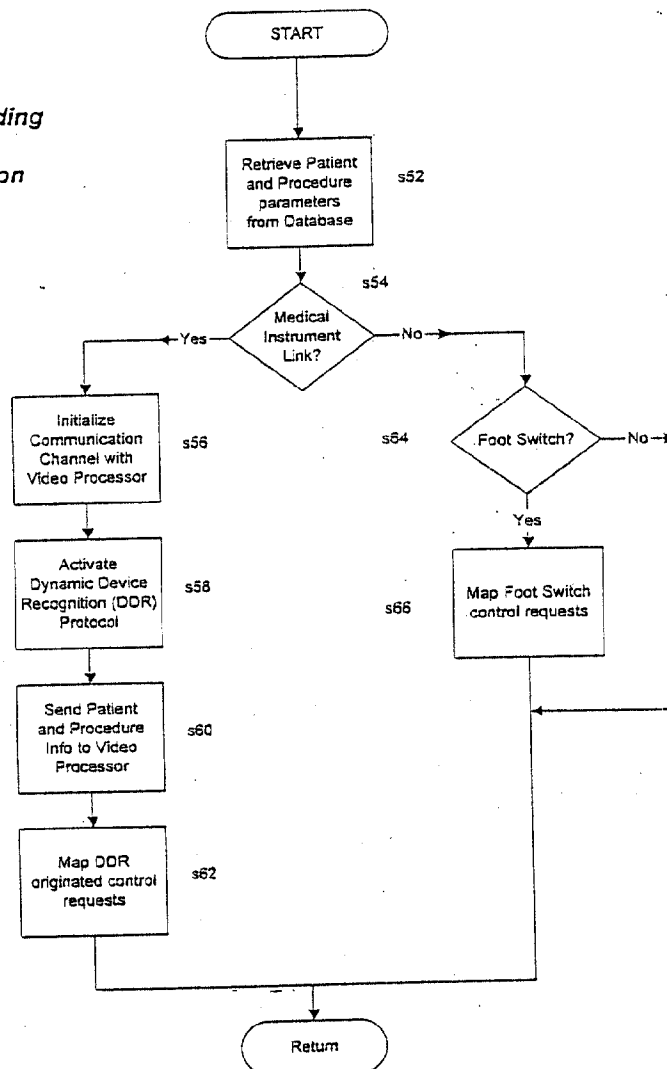 START
ding
on
Retrieve Patient
and Procedure
parameters
from Database
s52
s54
Medical
Instrument
Link?
Yes
No
Initialize
Communication
Channel with
Video Processor
s56
s64
Foot Switch?
No
Yes
Activate
Dynamic Device
Recognition (DDR)
Protocol
s58
Map Foot Switch
control requests
s66
Send Patient
and Procedure
Info to Video
Processor
s60
Map DDR
originated control
requests
s62
Return